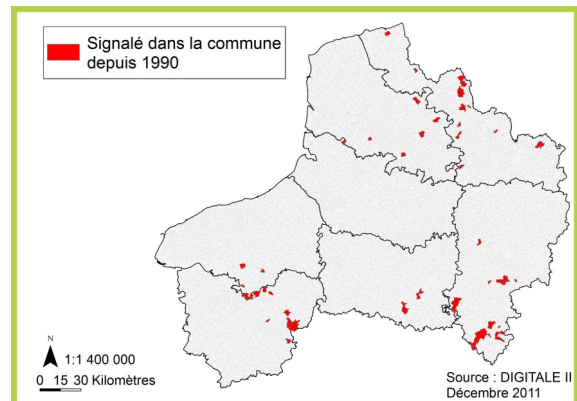 Signalé dans la commune
depuis 1990
N
1:1 400 000
0 15 30 Kilomètres
Source : DIGITALE II
Décembre 2011